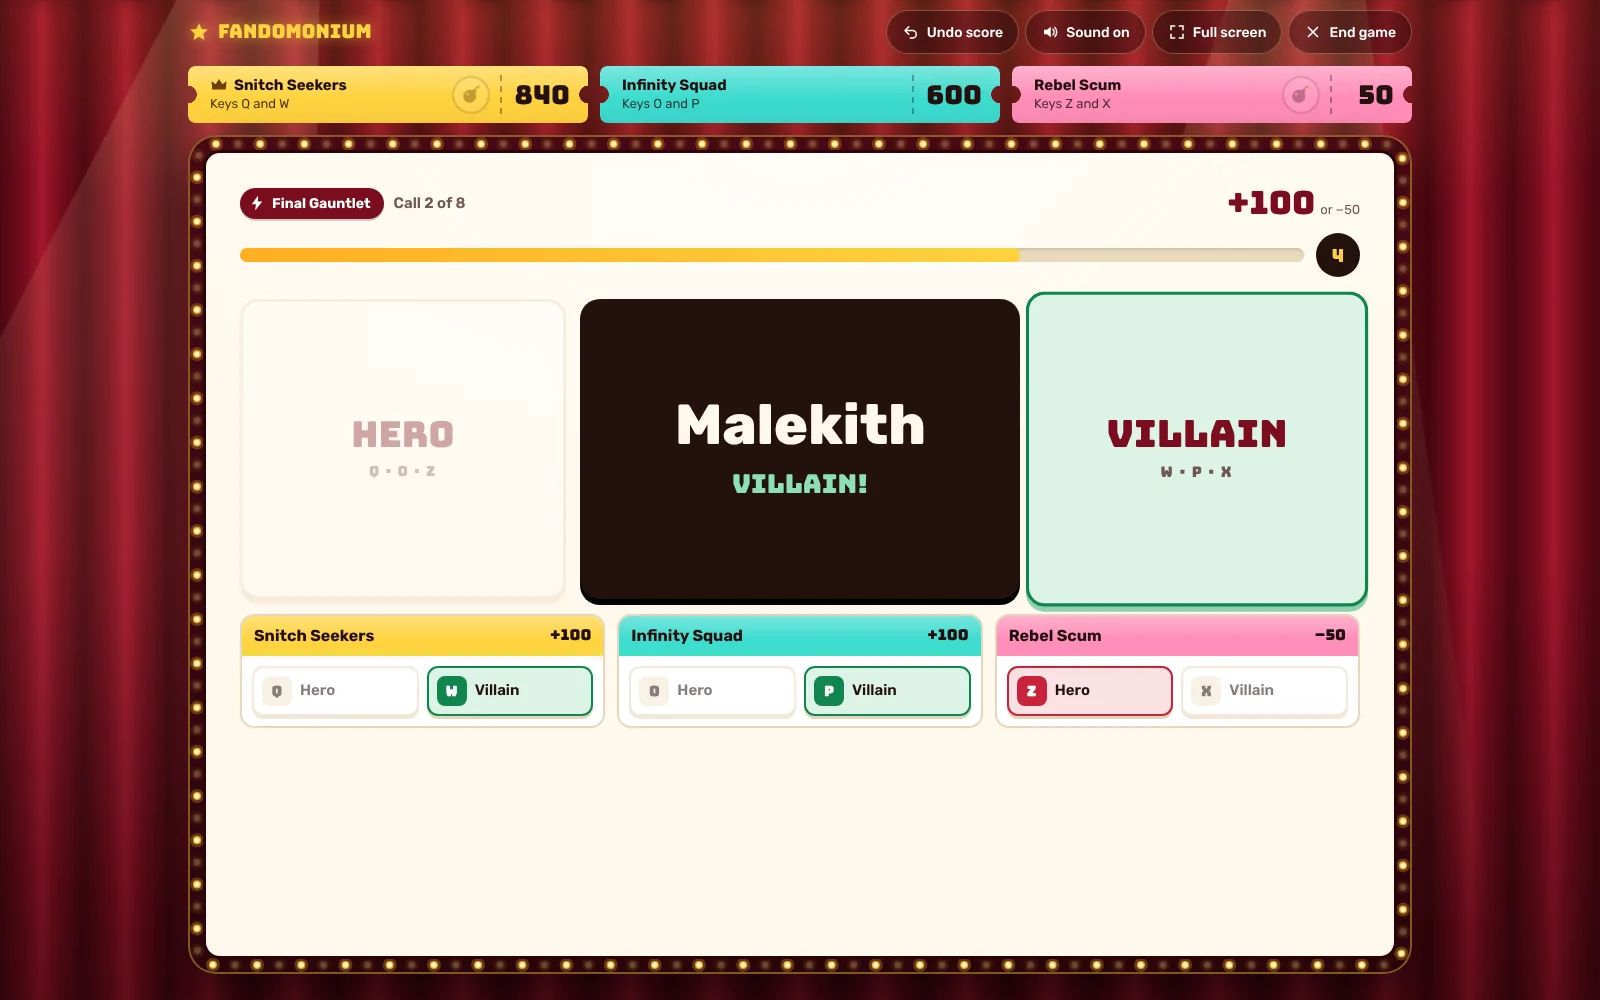 FANDOMONIUM
Undo score
Sound on
Full screen
End game
Snitch Seekers
Keys Q and W
840
Infinity Squad
Keys O and P
600
Rebel Scum
Keys Z and X
50
Final Gauntlet
Call 2 of 8
+100 or −50
4
HERO
Q · O · Z
Malekith
VILLAIN!
VILLAIN
W · P · X
Snitch Seekers +100
Q Hero
W Villain
Infinity Squad +100
O Hero
P Villain
Rebel Scum −50
Z Hero
X Villain